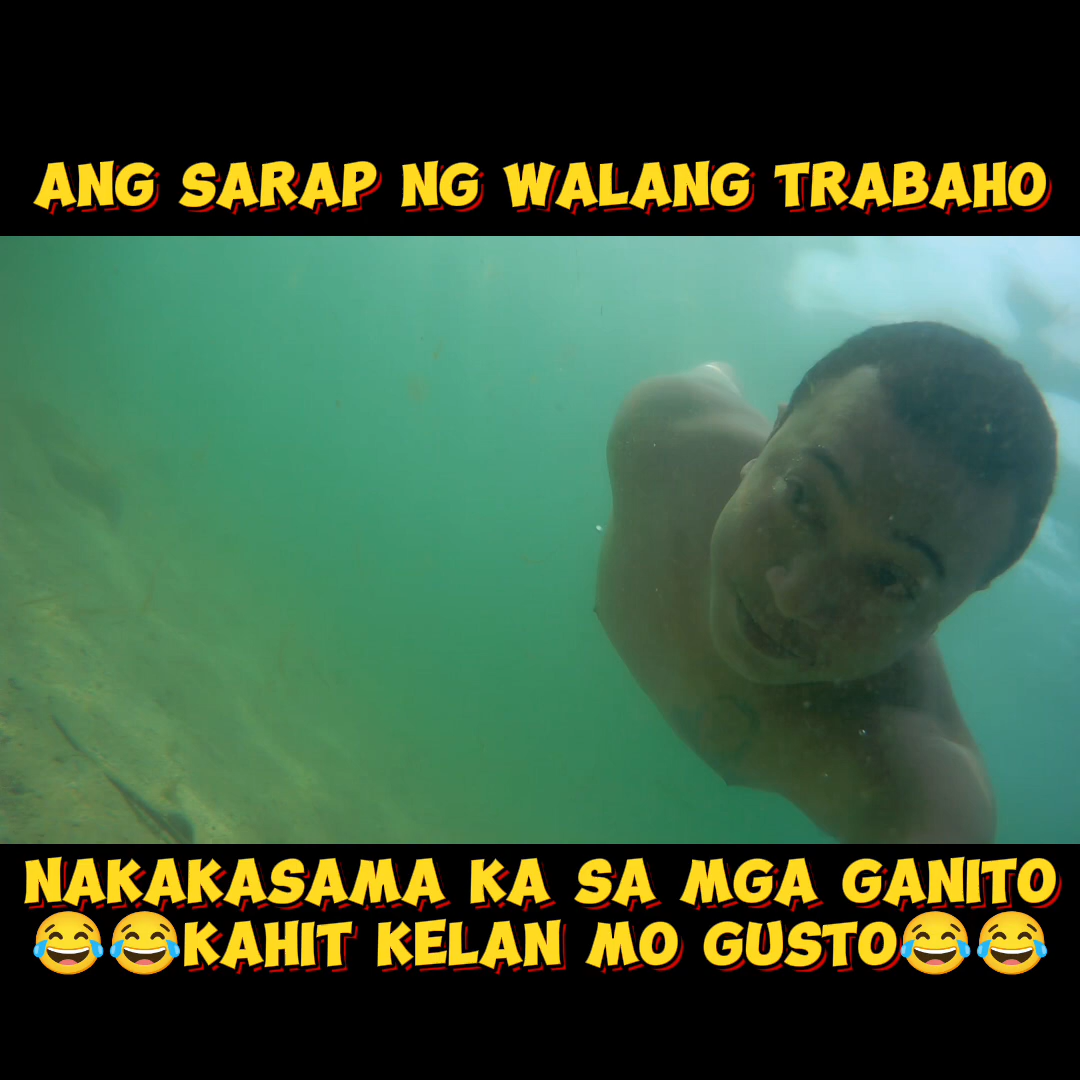 ANG SARAP NG WALANG TRABAHO
NAKAKASAMA KA SA MGA GANITO
😂😂KAHIT KELAN MO GUSTO😂😂